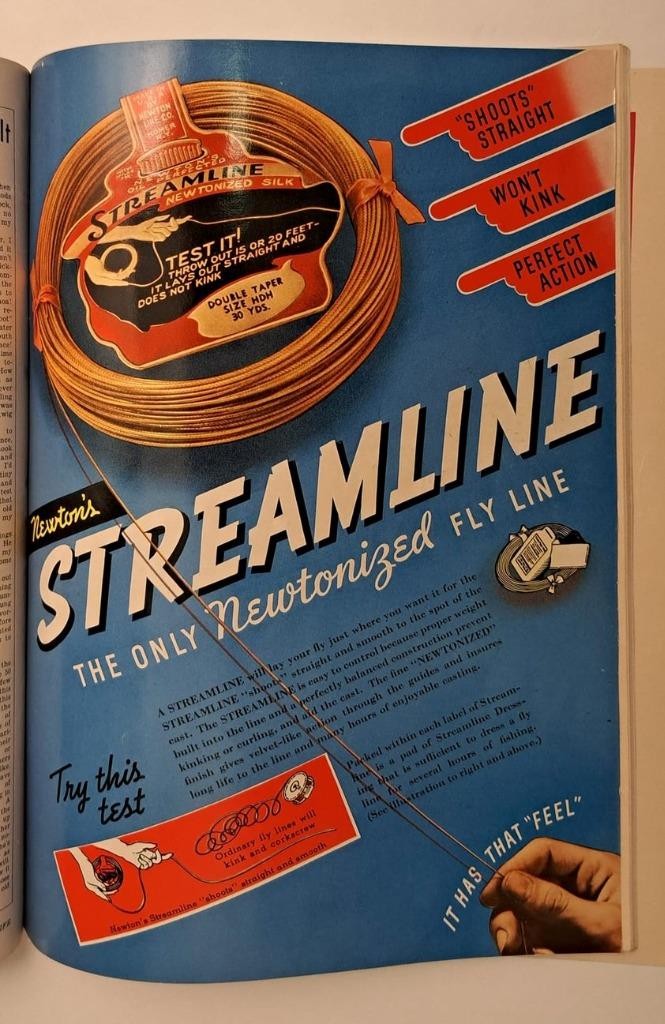 MADE BY
NEWTON
LINE CO.
HOMER
N.Y.
STREAMLINE
NEWTONIZED SILK
TEST IT!
THROW OUT 15 OR 20 FEET-
IT LAYS OUT STRAIGHT AND
DOES NOT KINK
DOUBLE TAPER
SIZE HDH
30 YDS.
"SHOOTS"
STRAIGHT
WON'T
KINK
PERFECT
ACTION
Newton's
STREAMLINE
THE ONLY Newtonized FLY LINE
A STREAMLINE will lay your fly just where you want it for the
STREAMLINE "shoots" straight and smooth to the spot of the
cast. The STREAMLINE is easy to control because proper weight
built into the line and a perfectly balanced construction prevent
kinking or curling, and aid the cast. The fine "NEWTONIZED"
finish gives velvet-like action through the guides and insures
long life to the line and many hours of enjoyable casting.
Packed within each label of Stream-
line is a pad of Streamline Dress-
ing that is sufficient to dress a fly
line for several hours of fishing.
(See illustration to right and above.)
Try this
test
Ordinary fly lines will
kink and corkscrew
Newton's Streamline "shoots" straight and smooth
IT HAS THAT "FEEL"